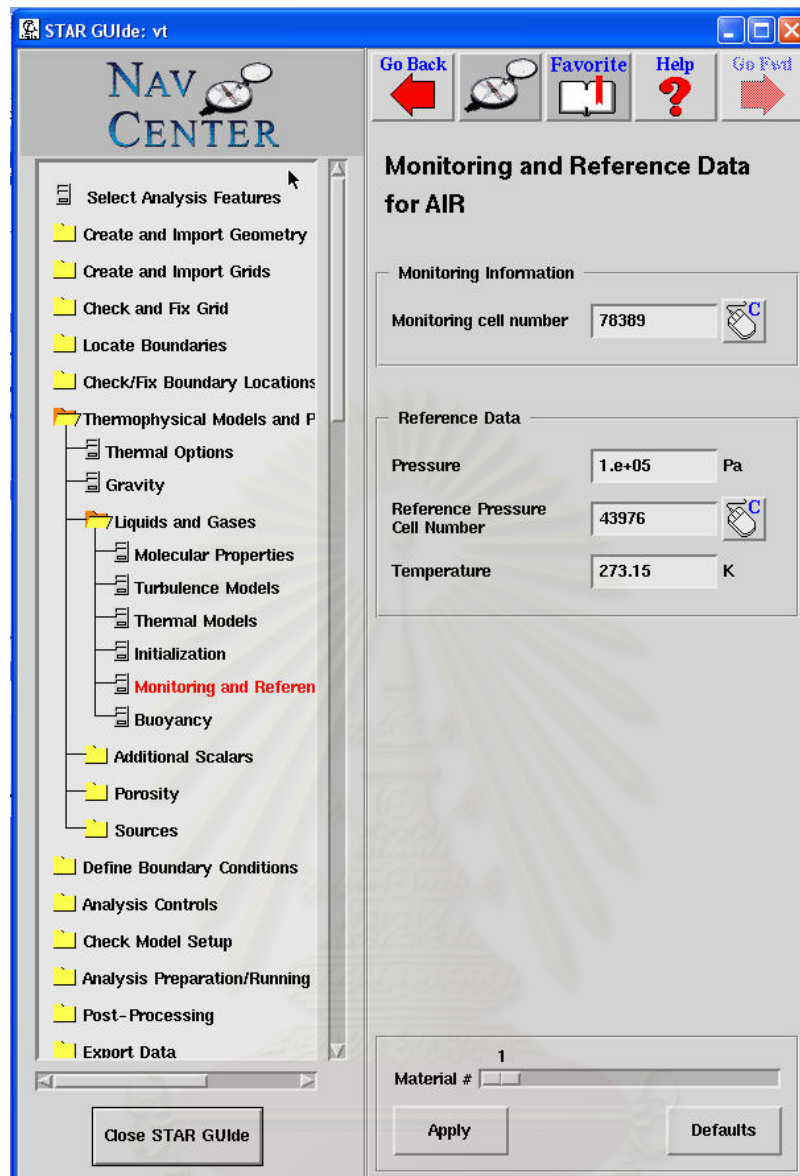 STAR GUIde: vt
NAV
CENTER
Select Analysis Features
Create and Import Geometry
Create and Import Grids
Check and Fix Grid
Locate Boundaries
Check/Fix Boundary Locations
Thermophysical Models and P
Thermal Options
Gravity
Liquids and Gases
Molecular Properties
Turbulence Models
Thermal Models
Initialization
Monitoring and Referen
Buoyancy
Additional Scalars
Porosity
Sources
Define Boundary Conditions
Analysis Controls
Check Model Setup
Analysis Preparation/Running
Post-Processing
Export Data
Close STAR GUIde
Go Back
Favorite
Help
Go Fwd
Monitoring and Reference Data
for AIR
Monitoring Information
Monitoring cell number 78389 C
Reference Data
Pressure 1.e+05 Pa
Reference Pressure
Cell Number 43976 C
Temperature 273.15 K
1
Material #
Apply Defaults